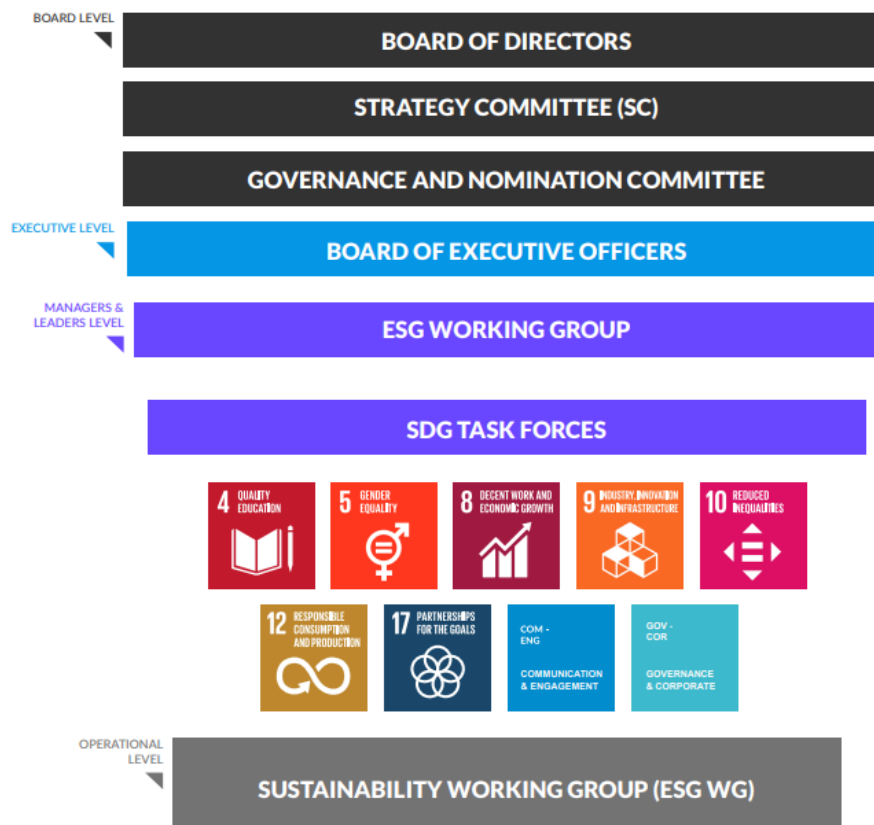 BOARD LEVEL
BOARD OF DIRECTORS
STRATEGY COMMITTEE (SC)
GOVERNANCE AND NOMINATION COMMITTEE
EXECUTIVE LEVEL
BOARD OF EXECUTIVE OFFICERS
MANAGERS &
LEADERS LEVEL
ESG WORKING GROUP
SDG TASK FORCES
4 QUALITY
EDUCATION
5 GENDER
EQUALITY
8 DECENT WORK AND
ECONOMIC GROWTH
9 INDUSTRY, INNOVATION
AND INFRASTRUCTURE
10 REDUCED
INEQUALITIES
12 RESPONSIBLE
CONSUMPTION
AND PRODUCTION
17 PARTNERSHIPS
FOR THE GOALS
COM -
ENG
COMMUNICATION
& ENGAGEMENT
GOV -
COR
GOVERNANCE
& CORPORATE
OPERATIONAL
LEVEL
SUSTAINABILITY WORKING GROUP (ESG WG)